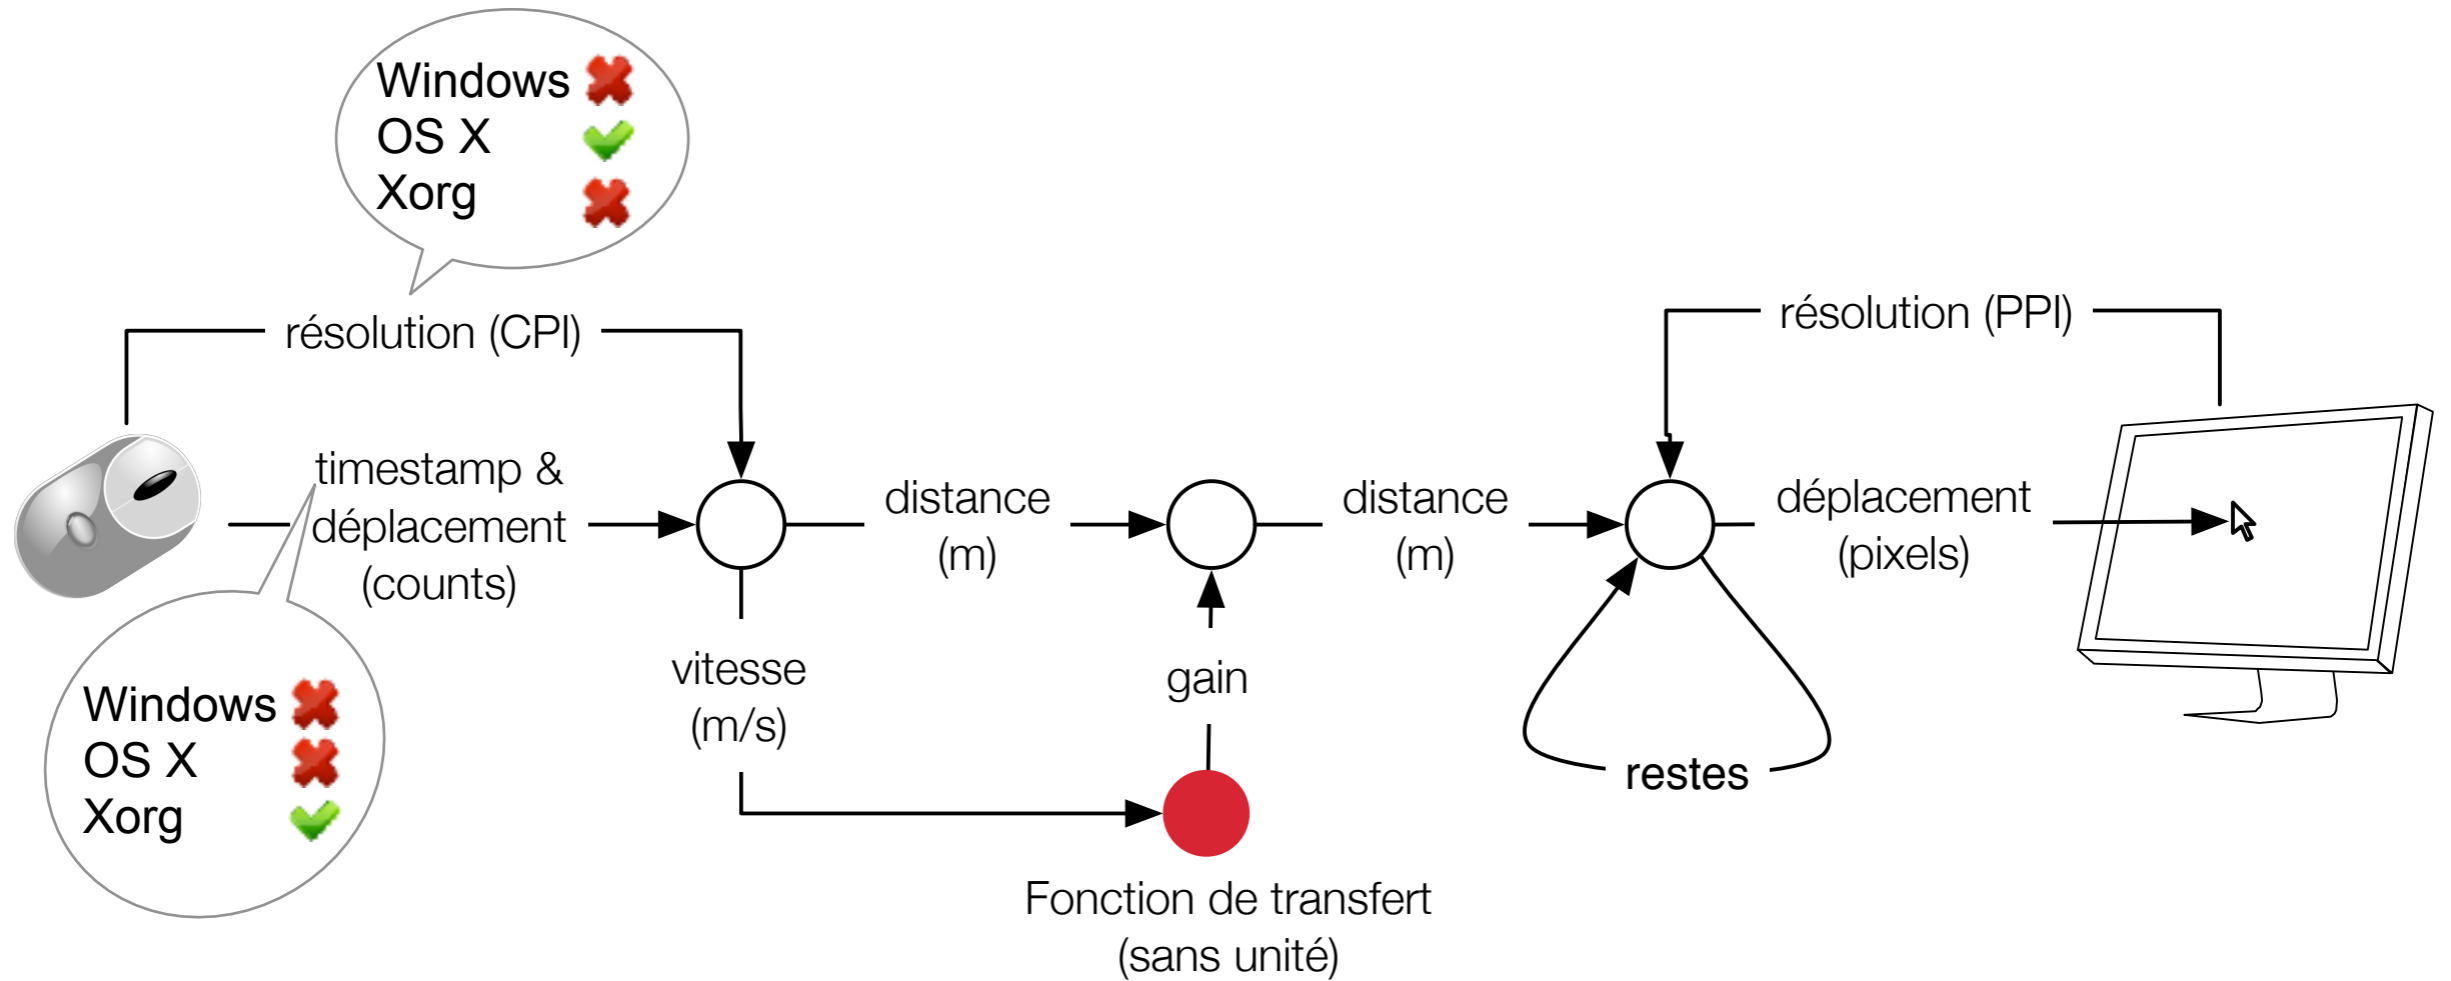 Windows
OS X
Xorg
résolution (CPI)
résolution (PPI)
timestamp &
déplacement
(counts)
distance
(m)
distance
(m)
déplacement
(pixels)
vitesse
(m/s)
gain
restes
Windows
OS X
Xorg
Fonction de transfert
(sans unité)